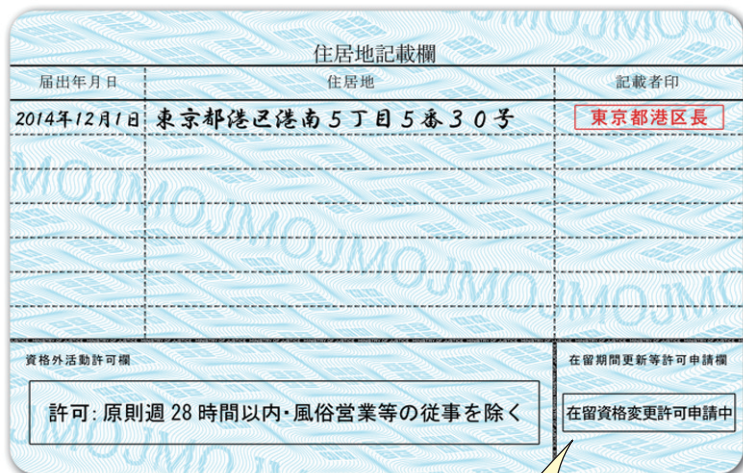 住居地記載欄
届出年月日 住居地 記載者印
2014年12月1日 東京都港区港南5丁目5番30号 東京都港区長
MOJMOJMOJMOJMOJMOJMO
資格外活動許可欄 在留期間更新等許可申請欄
許可:原則週28時間以内・風俗営業等の従事を除く 在留資格変更許可申請中